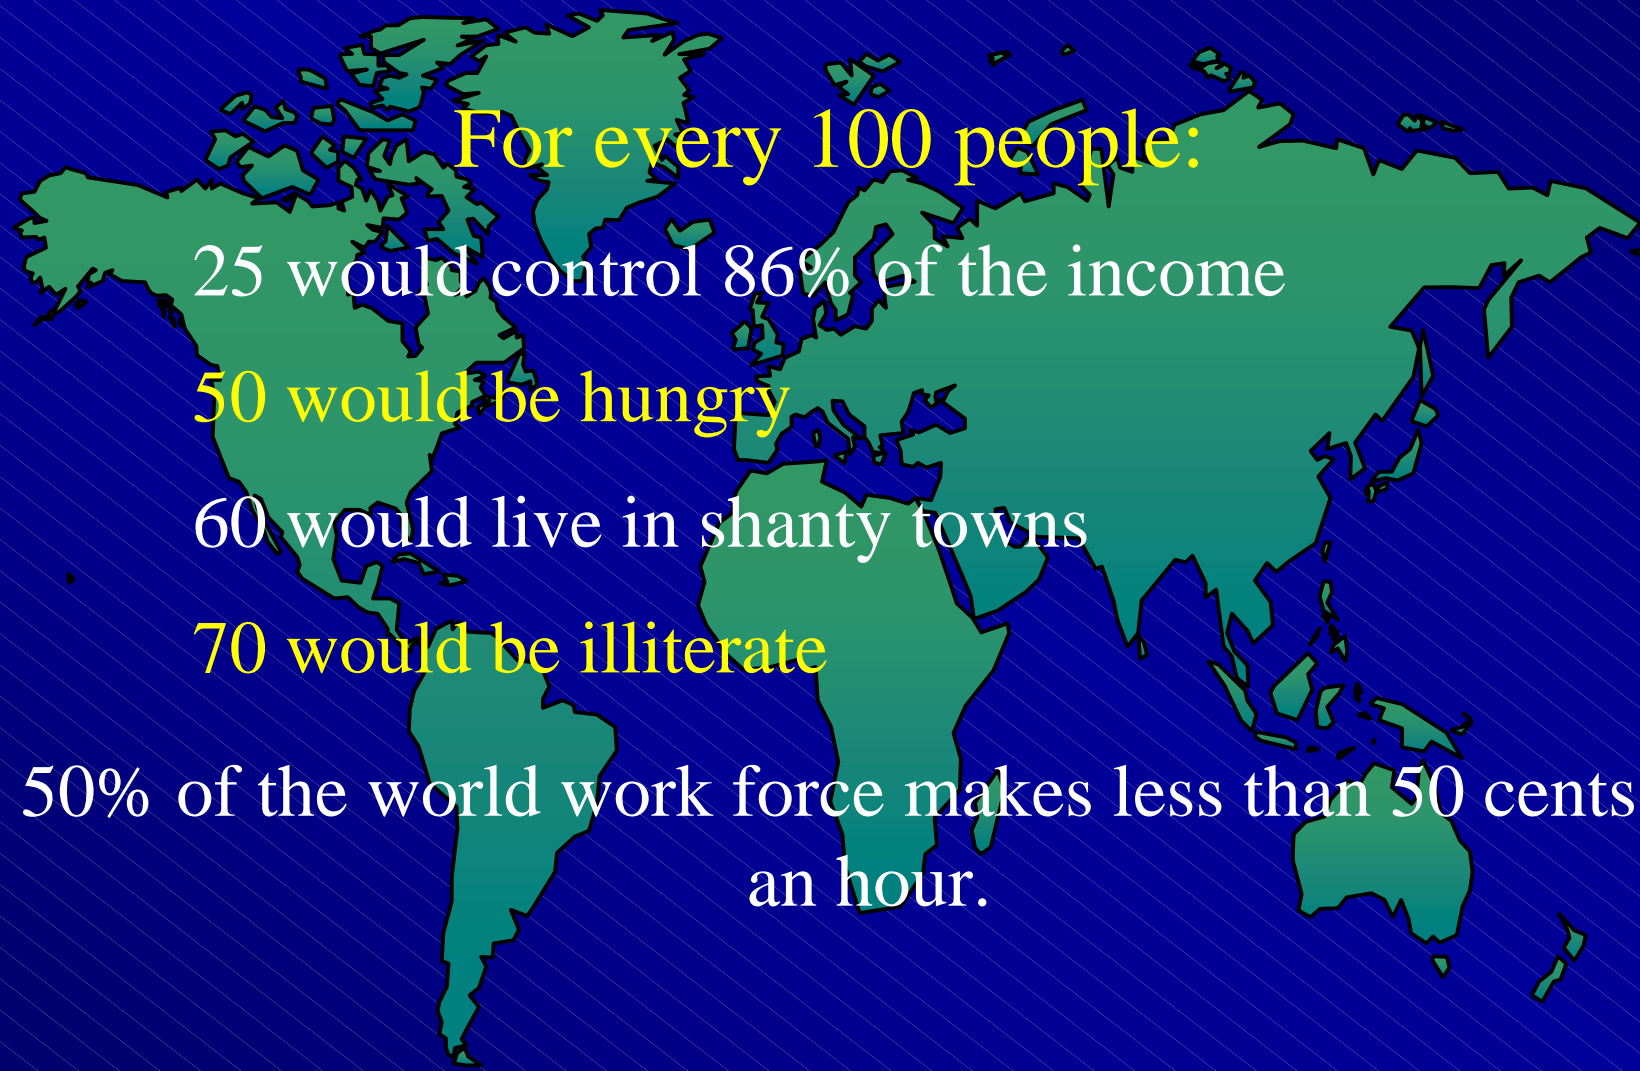 For every 100 people:
25 would control 86% of the income
50 would be hungry
60 would live in shanty towns
70 would be illiterate
50% of the world work force makes less than 50 cents
an hour.